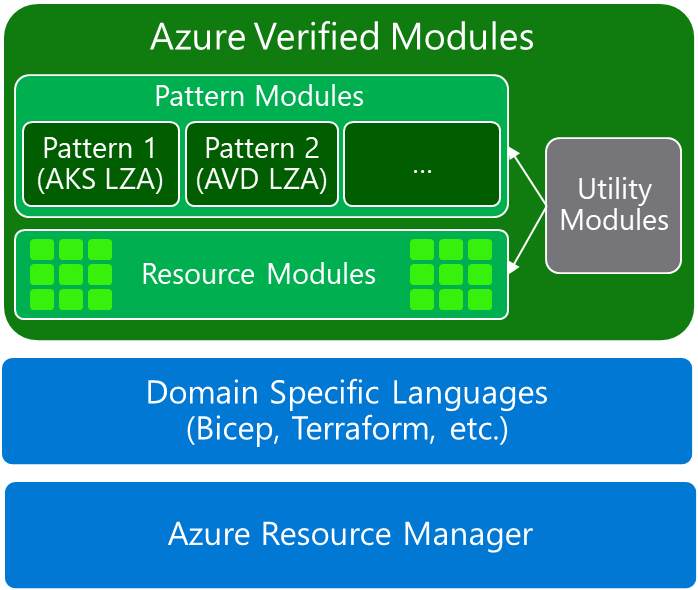 Azure Verified Modules
Pattern Modules
Pattern 1
(AKS LZA)
Pattern 2
(AVD LZA)
...
Utility
Modules
Resource Modules
Domain Specific Languages
(Bicep, Terraform, etc.)
Azure Resource Manager